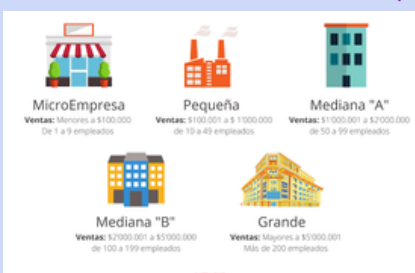 MicroEmpresa
Ventas: Menores a $100.000
De 1 a 9 empleados
Pequeña
Ventas: $100.001 a $ 1'000.000
de 10 a 49 empleados
Mediana "A"
Ventas: $1'000.001 a $2'000.000
de 50 a 99 empleados
Mediana "B"
Ventas: $2'000.001 a $5'000.000
de 100 a 199 empleados
Grande
Ventas: Mayores a $5'000.001
Más de 200 empleados